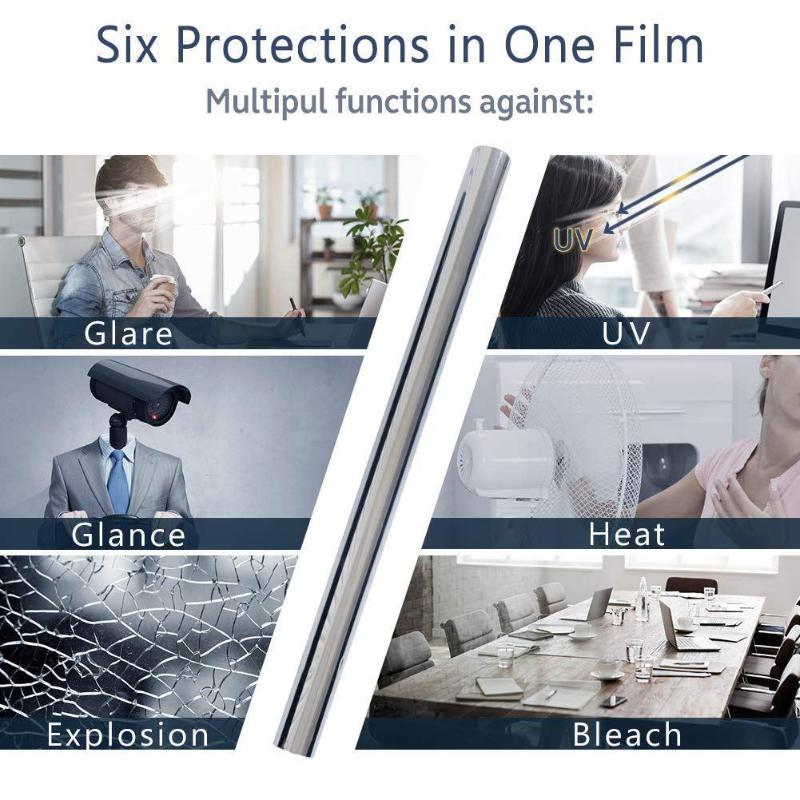 Six Protections in One Film
Multipul functions against:
Glare
UV
UV
Glance
Heat
Explosion
Bleach